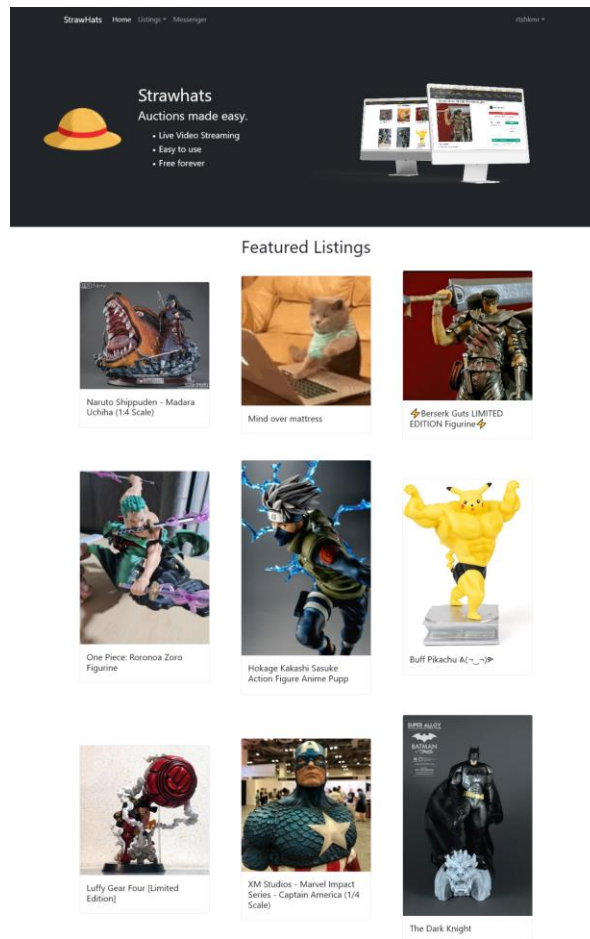 StrawHats Home Listings Messenger rtshkmr
Strawhats
Auctions made easy.
Live Video Streaming
Easy to use
Free forever
Featured Listings
Naruto Shippuden - Madara
Uchiha (1:4 Scale)
Mind over mattress
⚡Berserk Guts LIMITED
EDITION Figurine⚡
One Piece: Roronoa Zoro
Figurine
Hokage Kakashi Sasuke
Action Figure Anime Pupp
Buff Pikachu
Luffy Gear Four [Limited
Edition]
XM Studios - Marvel Impact
Series - Captain America (1/4
Scale)
SUPER ALLOY
BATMAN
The Dark Knight